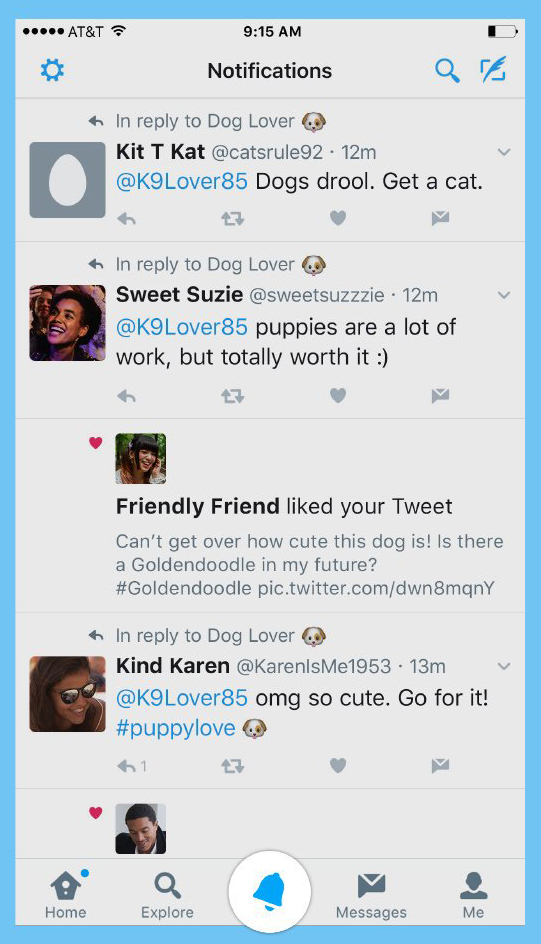 AT&T 9:15 AM
Notifications
In reply to Dog Lover 🐶
Kit T Kat @catsrule92 · 12m
@K9Lover85 Dogs drool. Get a cat.
In reply to Dog Lover 🐶
Sweet Suzie @sweetsuzzzie · 12m
@K9Lover85 puppies are a lot of
work, but totally worth it :)
Friendly Friend liked your Tweet
Can't get over how cute this dog is! Is there
a Goldendoodle in my future?
#Goldendoodle pic.twitter.com/dwn8mqnY
In reply to Dog Lover 🐶
Kind Karen @KarenIsMe1953 · 13m
@K9Lover85 omg so cute. Go for it!
#puppylove 🐶
1
Home Explore Messages Me